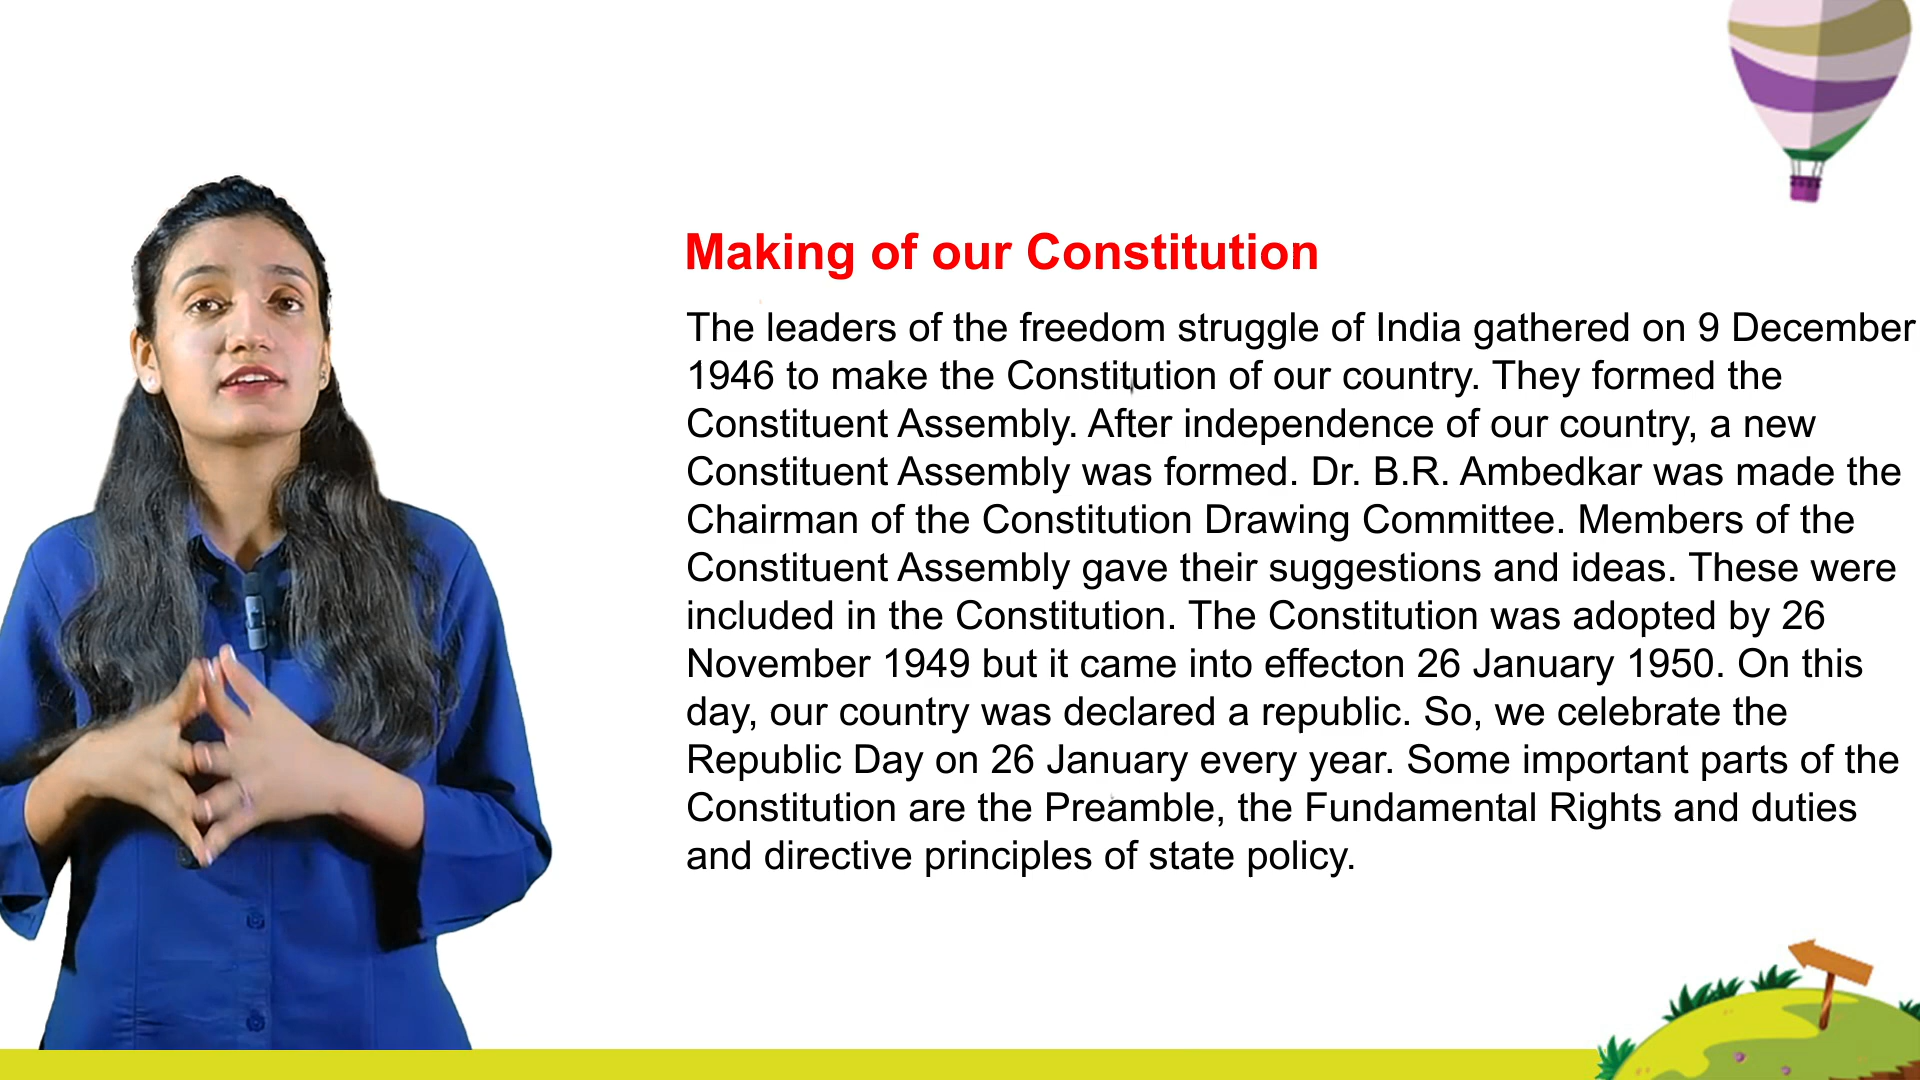 Making of our Constitution
The leaders of the freedom struggle of India gathered on 9 December
1946 to make the Constitution of our country. They formed the
Constituent Assembly. After independence of our country, a new
Constituent Assembly was formed. Dr. B.R. Ambedkar was made the
Chairman of the Constitution Drawing Committee. Members of the
Constituent Assembly gave their suggestions and ideas. These were
included in the Constitution. The Constitution was adopted by 26
November 1949 but it came into effecton 26 January 1950. On this
day, our country was declared a republic. So, we celebrate the
Republic Day on 26 January every year. Some important parts of the
Constitution are the Preamble, the Fundamental Rights and duties
and directive principles of state policy.